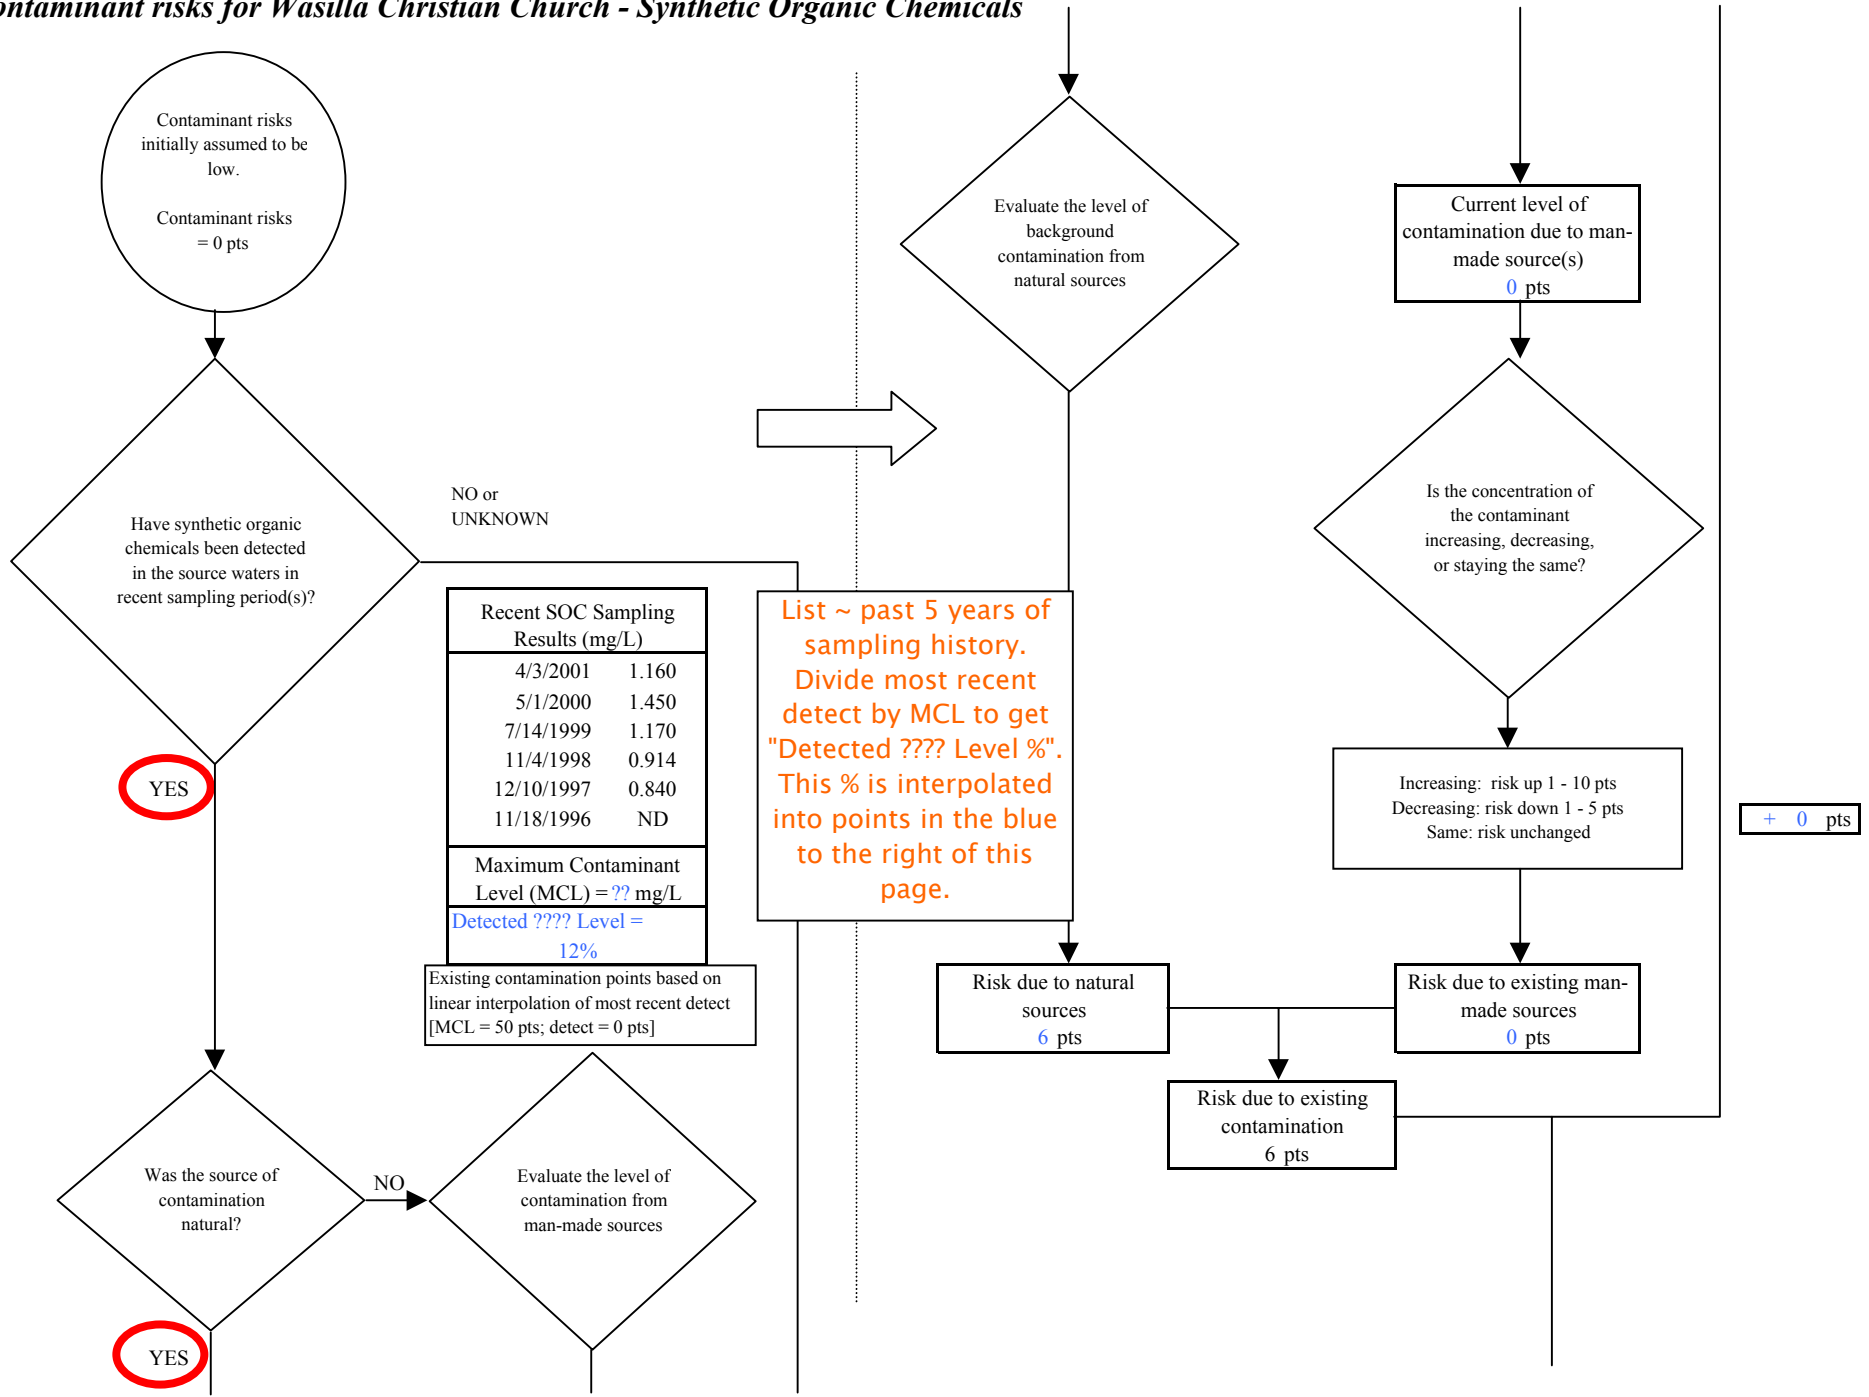 ontaminant risks for Wasilla Christian Church - Synthetic Organic Chemicals
Contaminant risks
initially assumed to be
low.
Contaminant risks
= 0 pts
Have synthetic organic
chemicals been detected
in the source waters in
recent sampling period(s)?
NO or
UNKNOWN
YES
Recent SOC Sampling
Results (mg/L)
4/3/2001 1.160
5/1/2000 1.450
7/14/1999 1.170
11/4/1998 0.914
12/10/1997 0.840
11/18/1996 ND
Maximum Contaminant
Level (MCL) = ?? mg/L
Detected ???? Level =
12%
Existing contamination points based on
linear interpolation of most recent detect
[MCL = 50 pts; detect = 0 pts]
Was the source of
contamination
natural?
NO
YES
Evaluate the level of
contamination from
man-made sources
Evaluate the level of
background
contamination from
natural sources
List ~ past 5 years of
sampling history.
Divide most recent
detect by MCL to get
"Detected ???? Level %".
This % is interpolated
into points in the blue
to the right of this
page.
Risk due to natural
sources
6 pts
Current level of
contamination due to man-
made source(s)
0 pts
Is the concentration of
the contaminant
increasing, decreasing,
or staying the same?
Increasing: risk up 1 - 10 pts
Decreasing: risk down 1 - 5 pts
Same: risk unchanged
+ 0 pts
Risk due to existing man-
made sources
0 pts
Risk due to existing
contamination
6 pts